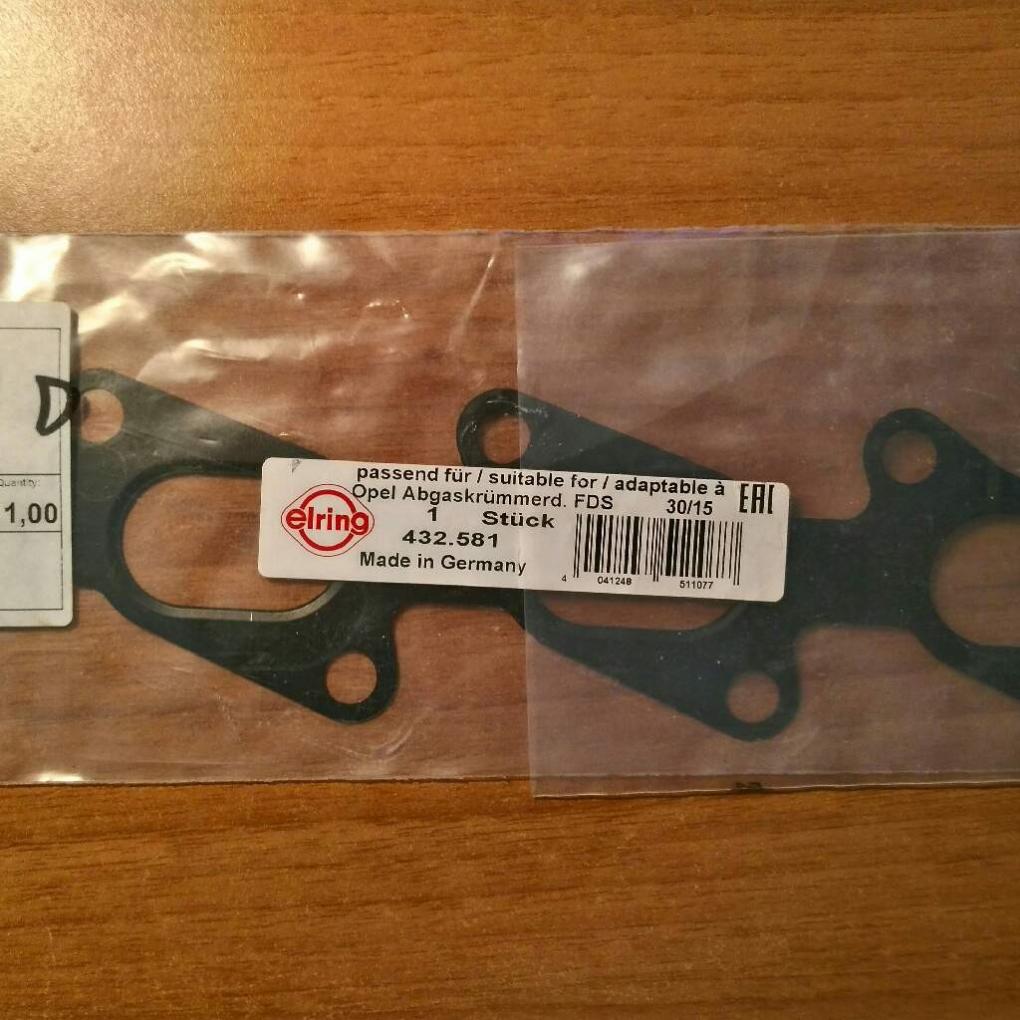 D
Quantity:
1,00
passend für / suitable for / adaptable à
EAC
Opel Abgaskrümmerd. FDS 30/15
elring
1 Stück
432.581
Made in Germany
4 041248 511077